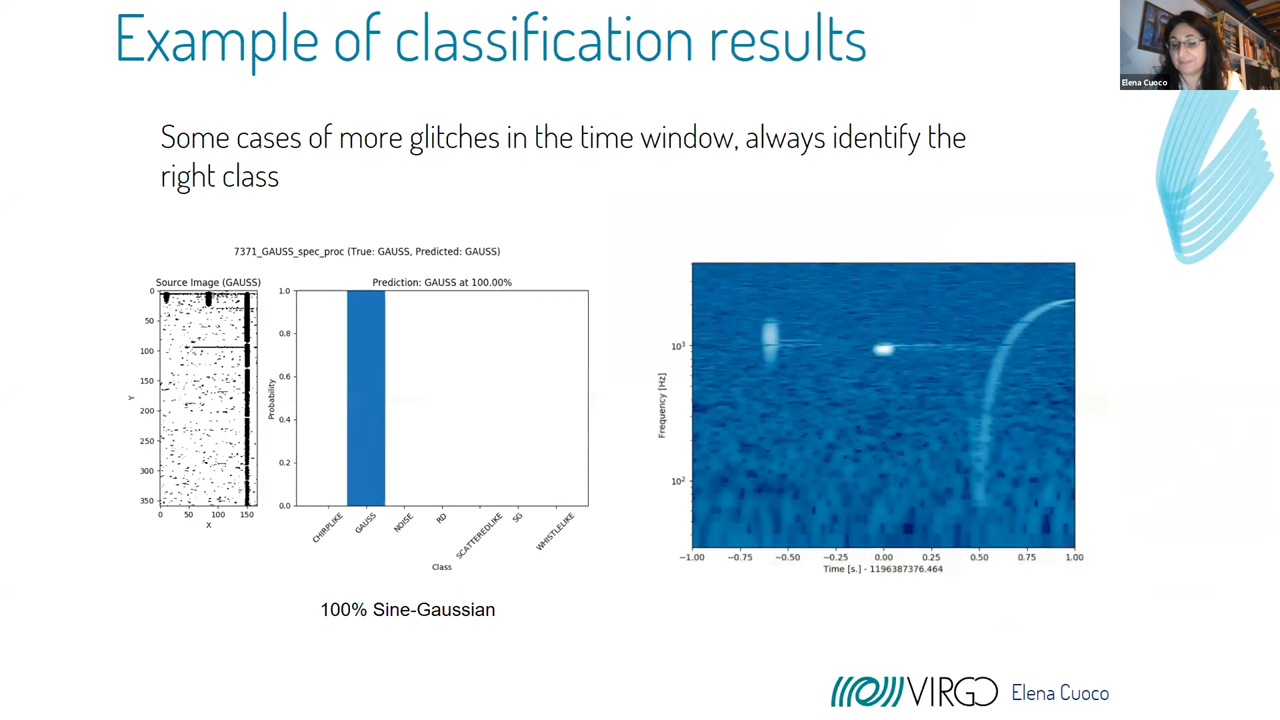 Example of classification results
Elena Cuoco
Some cases of more glitches in the time window, always identify the
right class
7371_GAUSS_spec_proc (True: GAUSS, Predicted: GAUSS)
Source Image (GAUSS)
0
50
100
150
200
250
300
350
Y
0 50 100 150
X
Prediction: GAUSS at 100.00%
1.0
0.8
0.6
0.4
0.2
0.0
Probability
CHIRPLIKE
GAUSS
NOISE
RD
SCATTEREDLIKE
SG
WHISTLELIKE
Class
100% Sine-Gaussian
10³
10²
Frequency [Hz]
−1.00 −0.75 −0.50 −0.25 0.00 0.25 0.50 0.75 1.00
Time [s.] - 1196387376.464
VIRGO Elena Cuoco